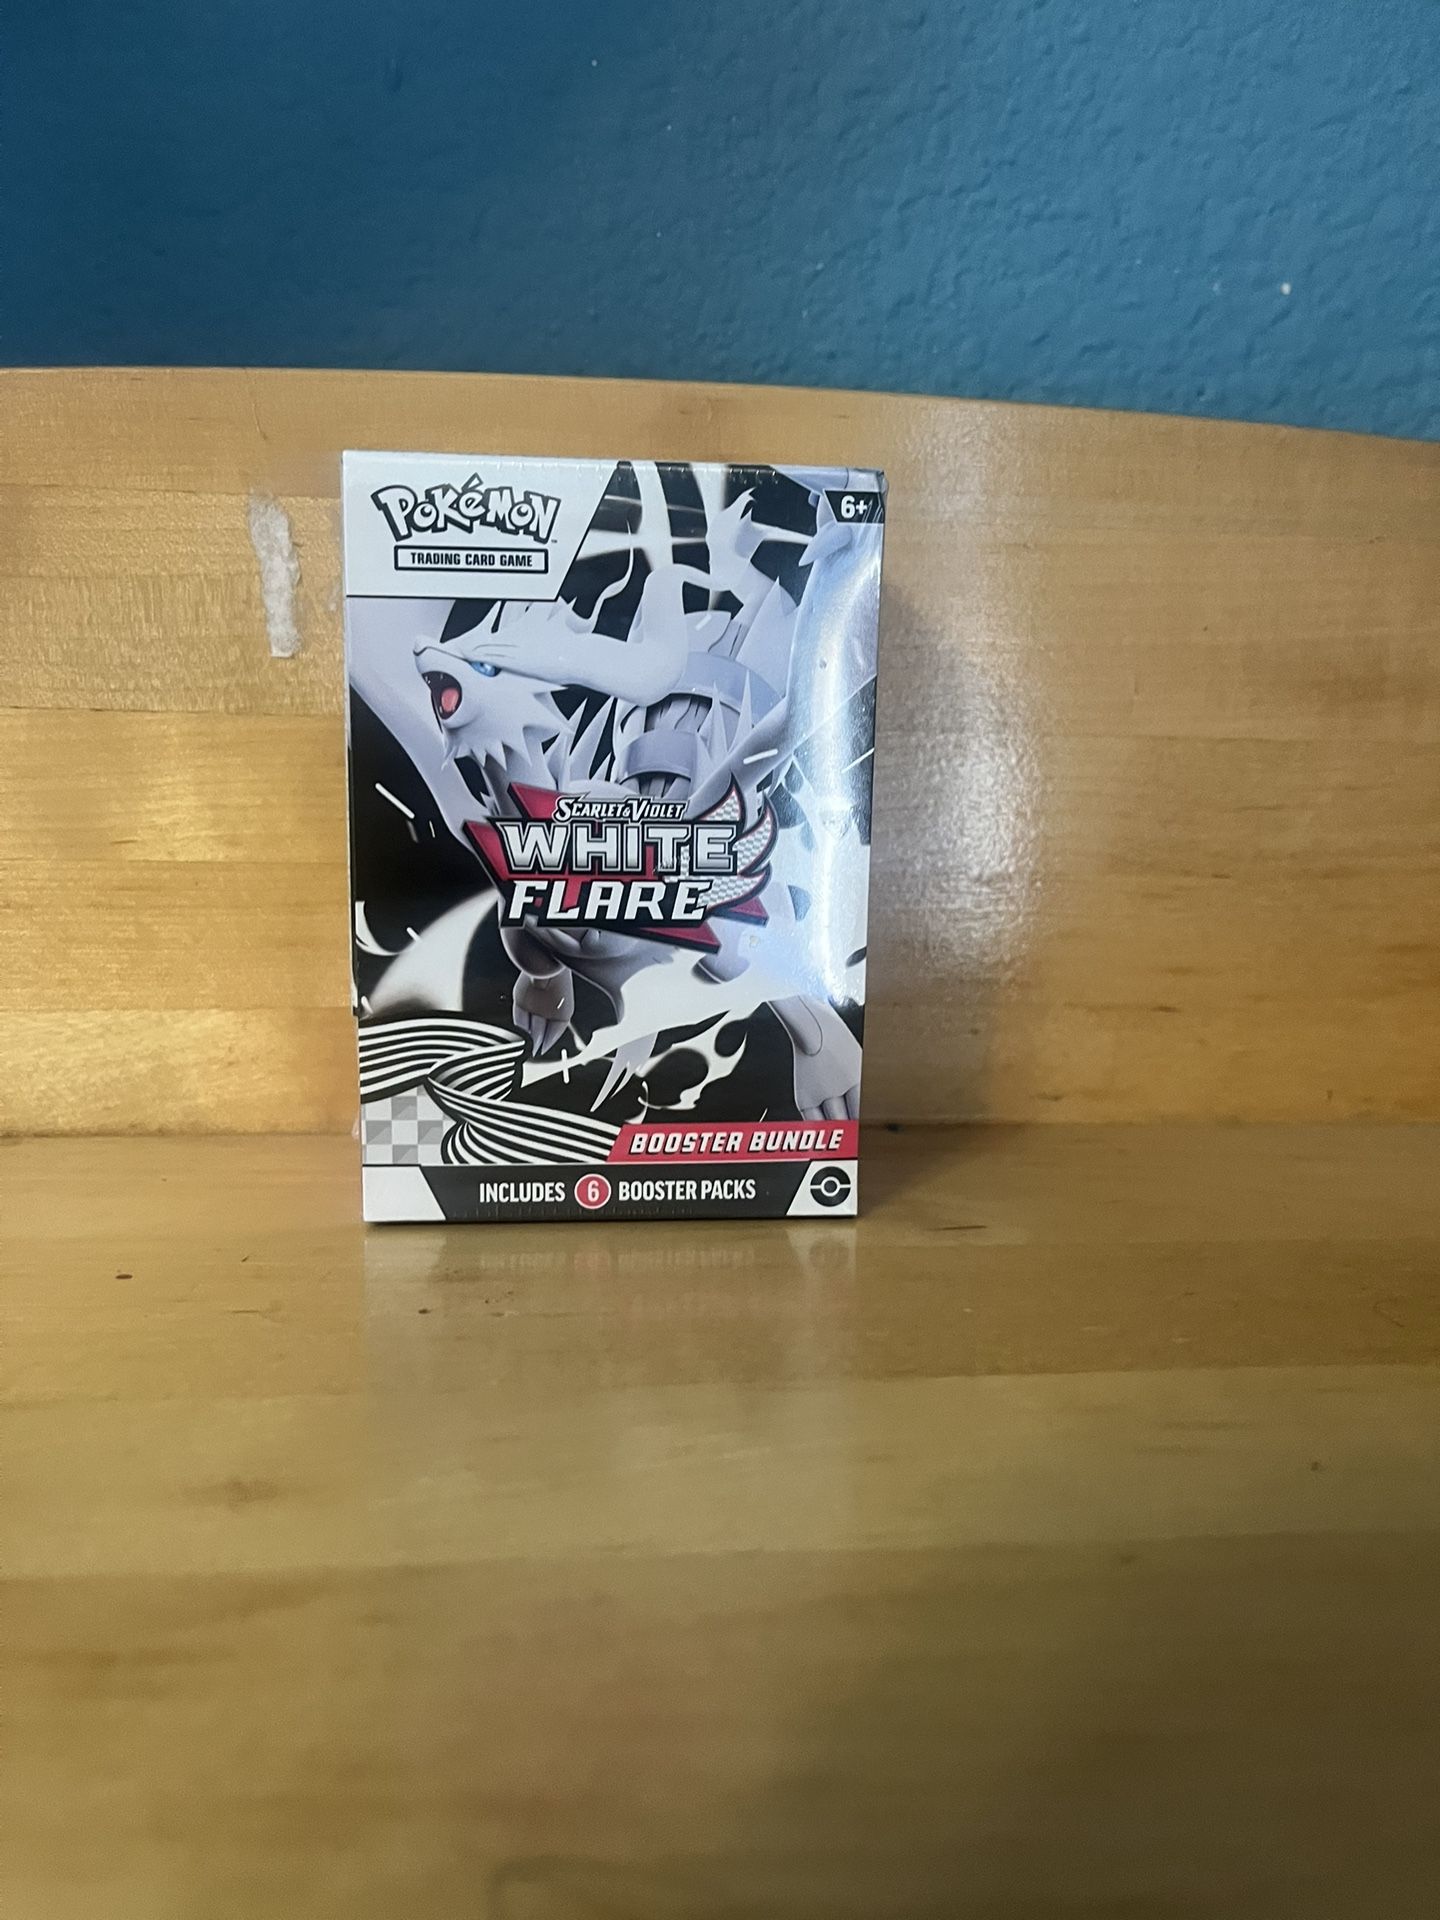 POKéMON
TRADING CARD GAME
6+
SCARLET & VIOLET
WHITE
FLARE
BOOSTER BUNDLE
INCLUDES 6 BOOSTER PACKS